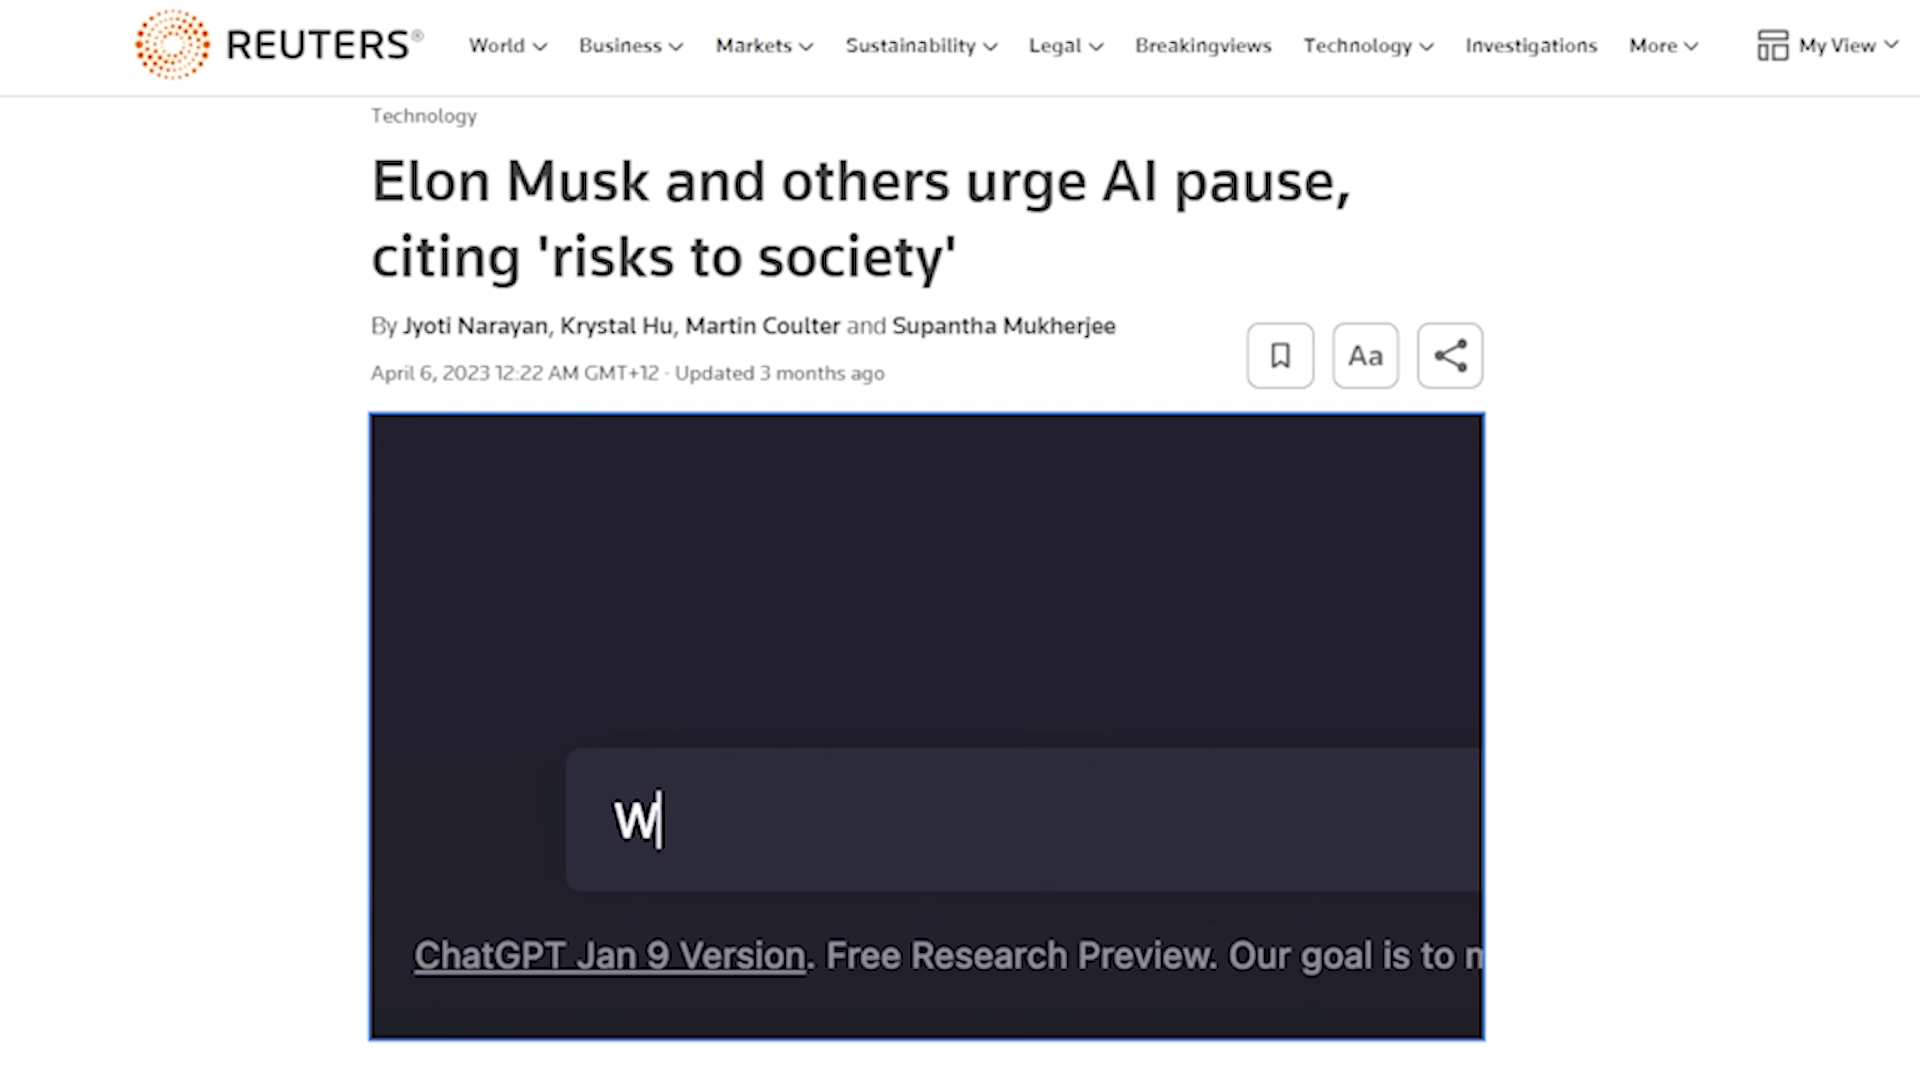 REUTERS®
World
Business
Markets
Sustainability
Legal
Breakingviews
Technology
Investigations
More
My View
Technology
Elon Musk and others urge AI pause,
citing 'risks to society'
By Jyoti Narayan, Krystal Hu, Martin Coulter and Supantha Mukherjee
April 6, 2023 12:22 AM GMT+12 · Updated 3 months ago
Aa
W
ChatGPT Jan 9 Version. Free Research Preview. Our goal is to